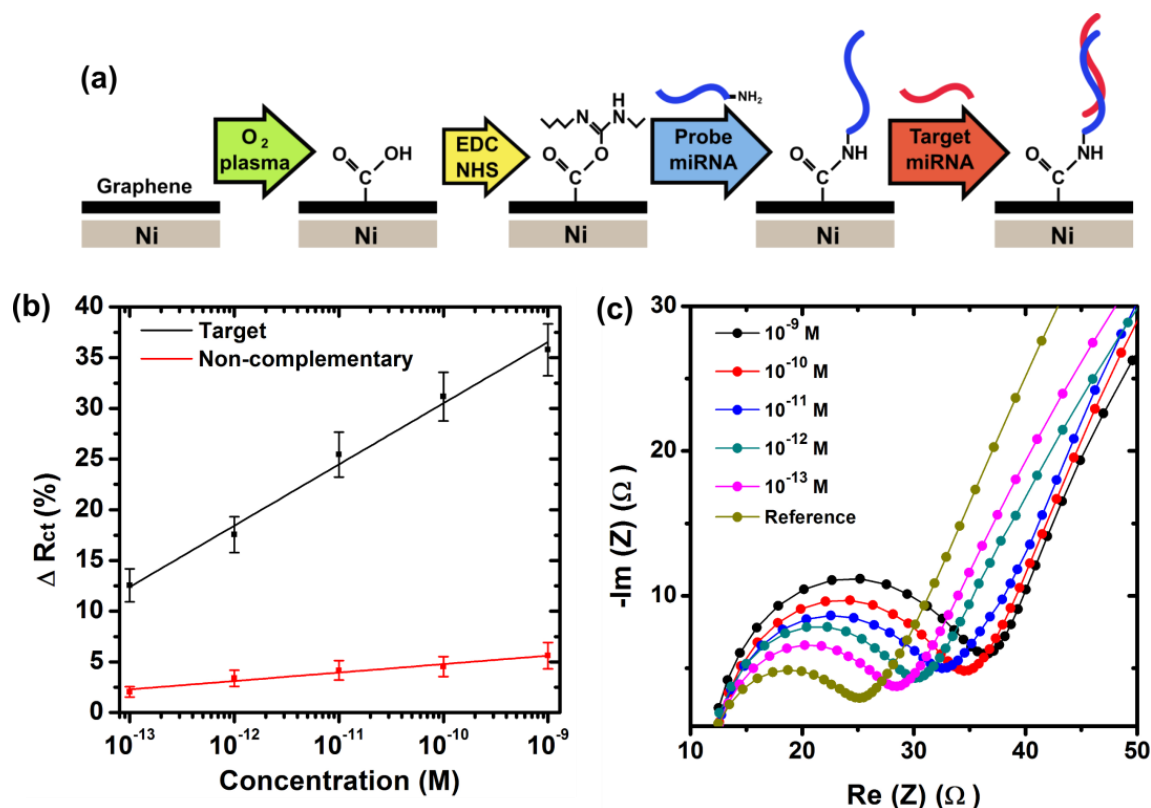 (a)
Graphene
Ni
O₂
plasma
O
OH
C
Ni
EDC
NHS
N
H
N
O
O
C
Ni
NH₂
Probe
miRNA
O
NH
C
Ni
Target
miRNA
O
NH
C
Ni
(b)
40
35
30
25
20
15
10
5
0
Δ Rct (%)
Target
Non-complementary
10⁻¹³ 10⁻¹² 10⁻¹¹ 10⁻¹⁰ 10⁻⁹
Concentration (M)
(c)
30
20
10
-Im (Z) (Ω)
10⁻⁹ M
10⁻¹⁰ M
10⁻¹¹ M
10⁻¹² M
10⁻¹³ M
Reference
10 20 30 40 50
Re (Z) (Ω)